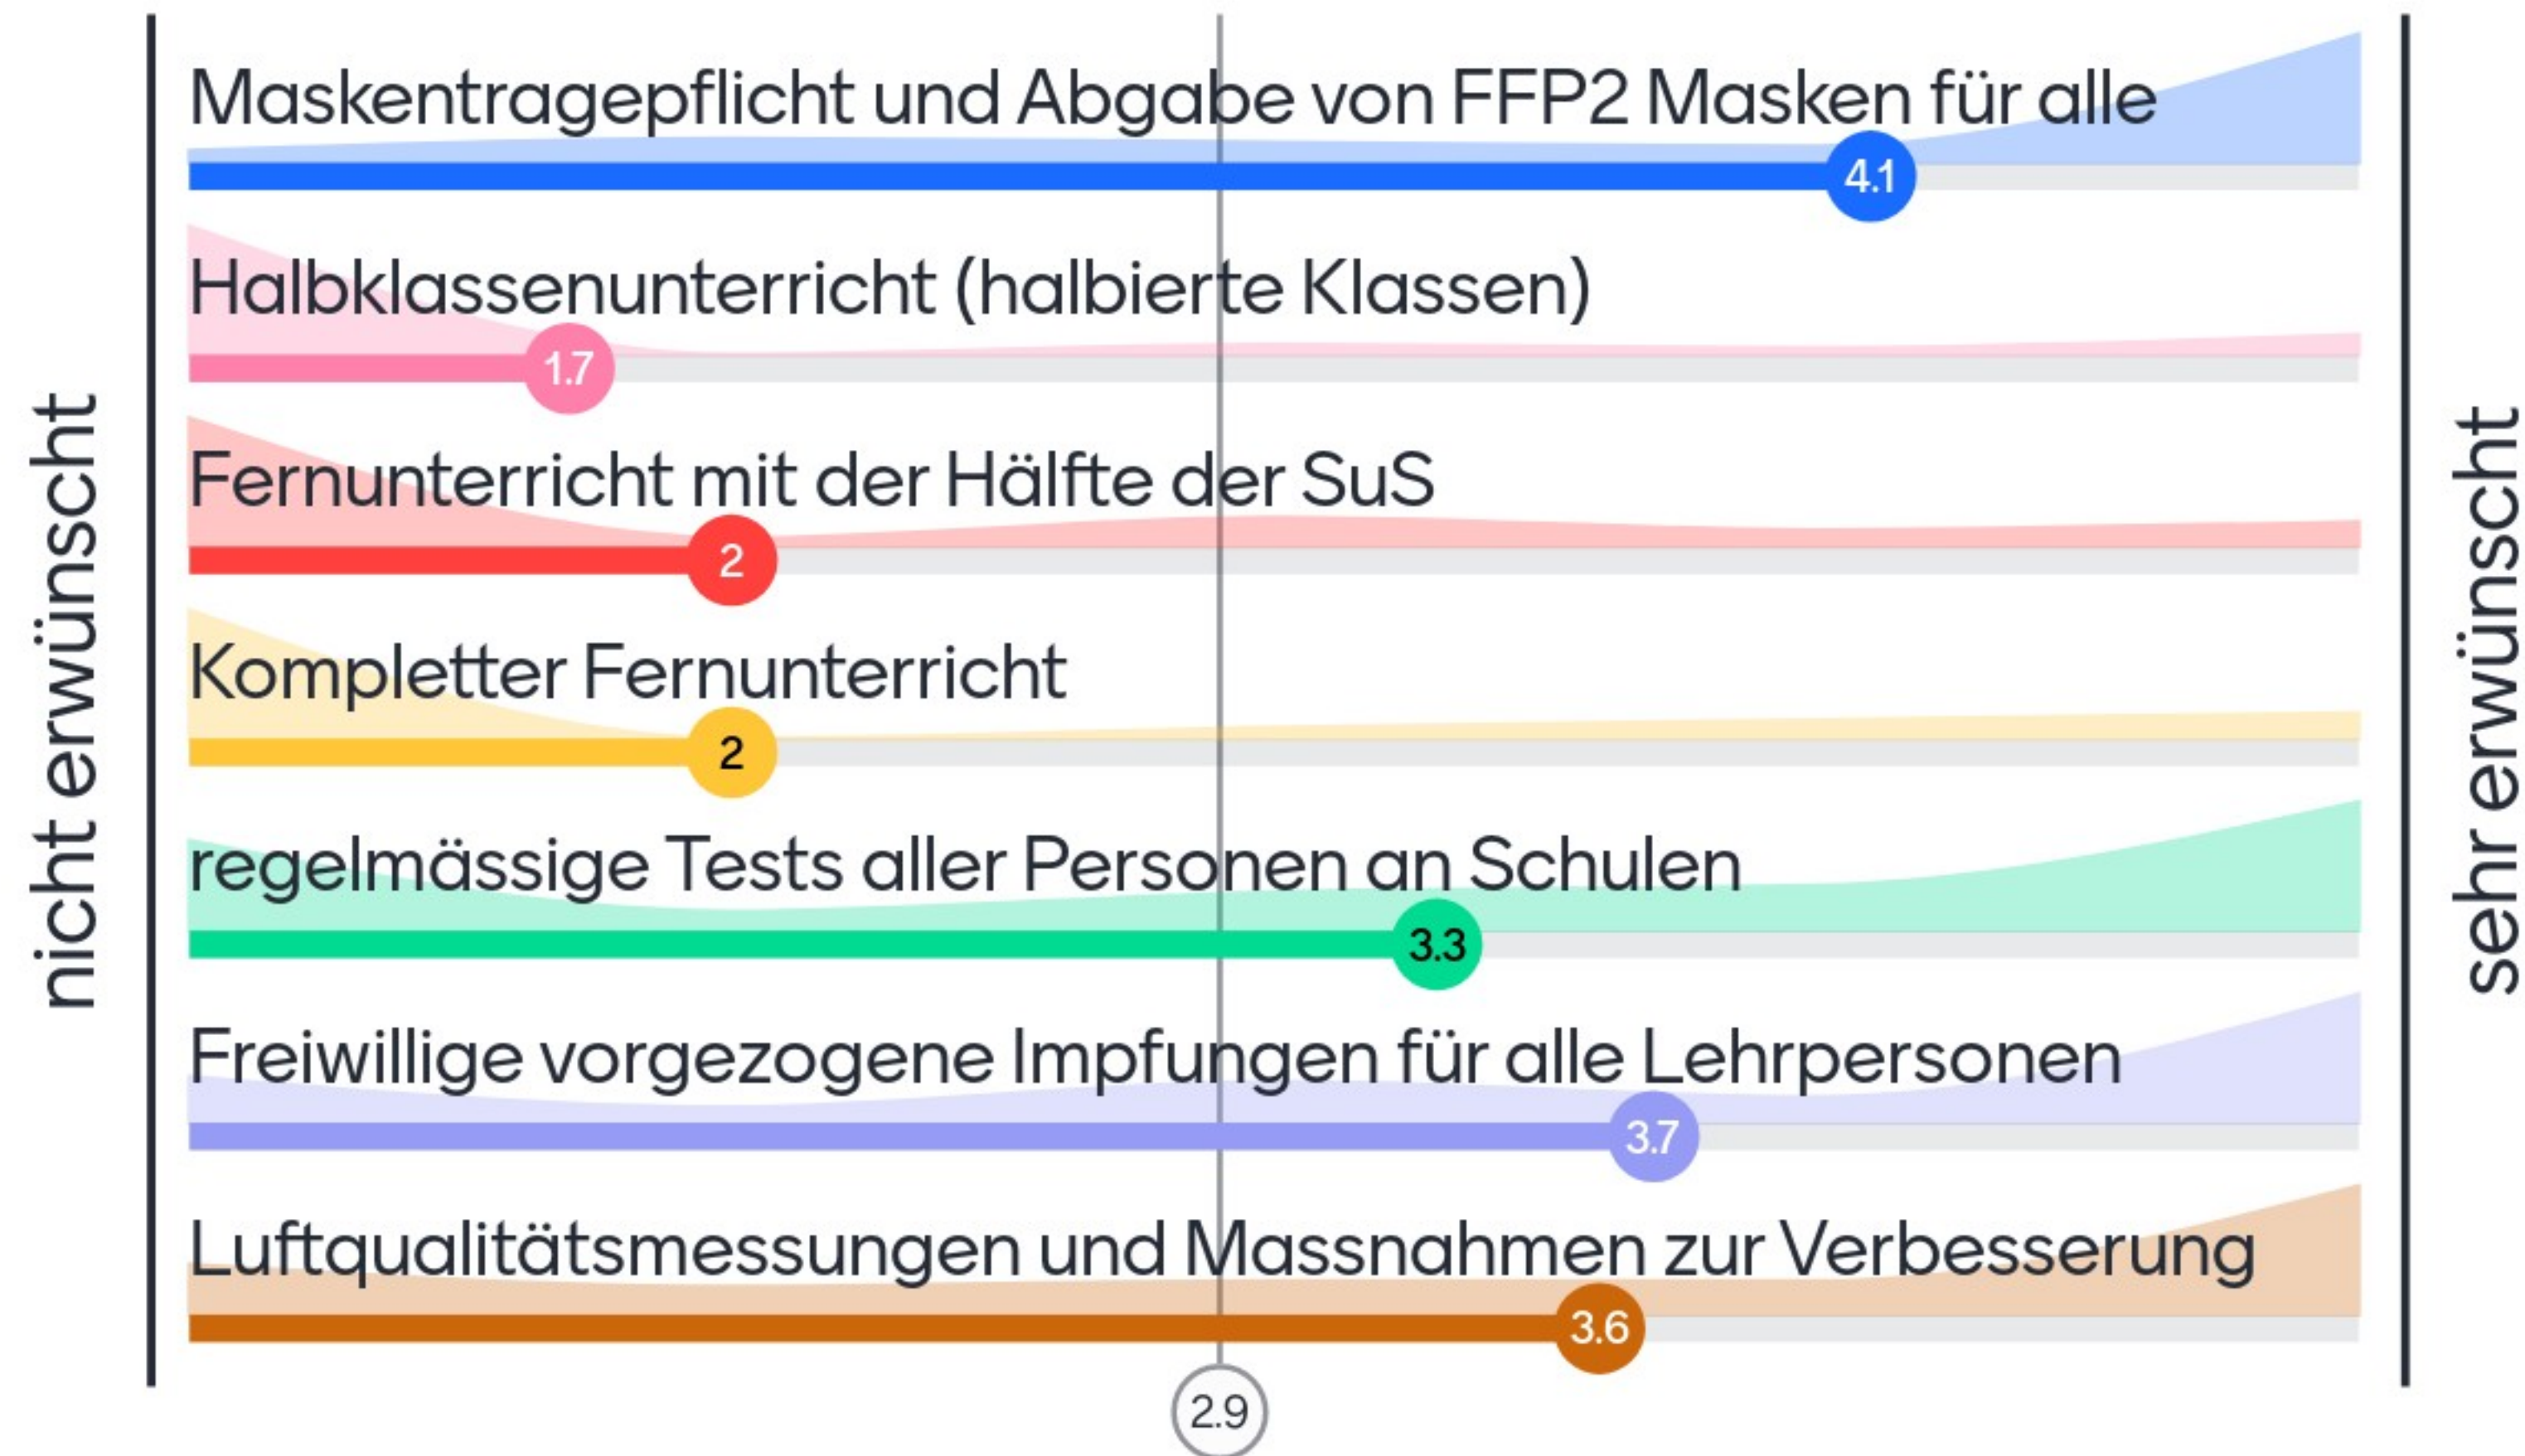 Maskentragepflicht und Abgabe von FFP2 Masken für alle
4.1
Halbklassenunterricht (halbierte Klassen)
1.7
Fernunterricht mit der Hälfte der SuS
2
Kompletter Fernunterricht
2
regelmässige Tests aller Personen an Schulen
3.3
Freiwillige vorgezogene Impfungen für alle Lehrpersonen
3.7
Luftqualitätsmessungen und Massnahmen zur Verbesserung
3.6
2.9
nicht erwünscht
sehr erwünscht